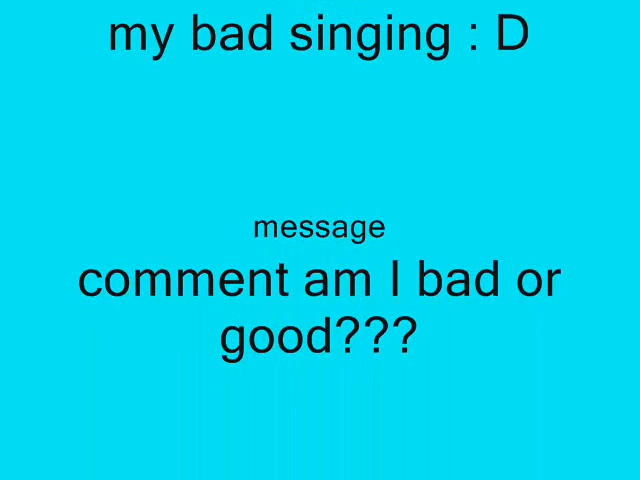 my bad singing : D
message
comment am I bad or
good???